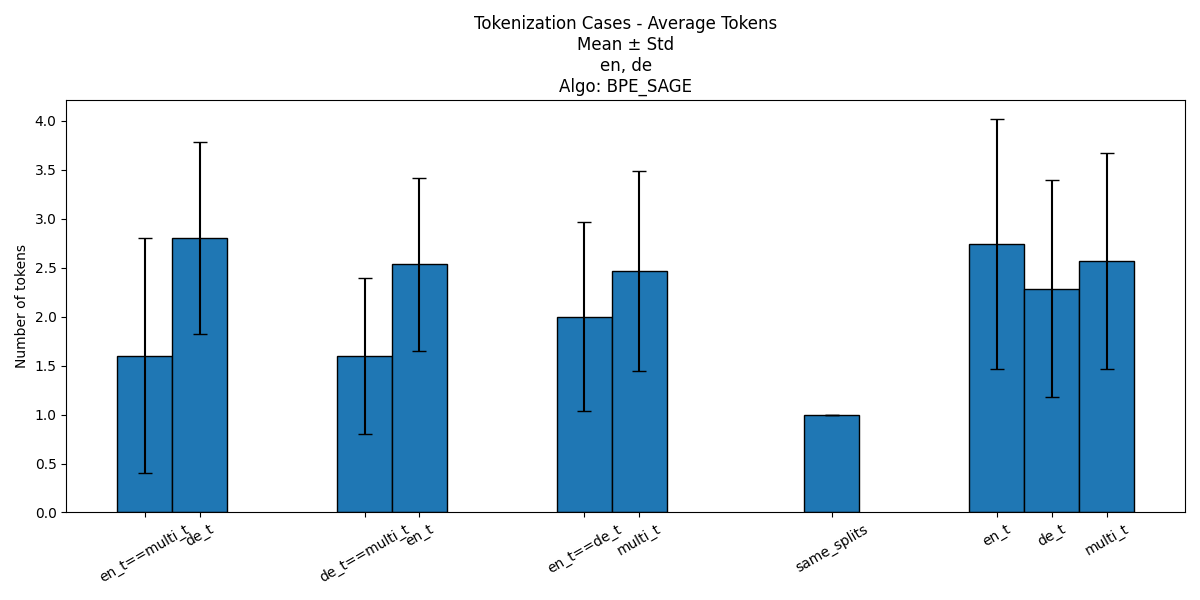 Tokenization Cases - Average Tokens
Mean ± Std
en, de
Algo: BPE_SAGE
Number of tokens
4.0
3.5
3.0
2.5
2.0
1.5
1.0
0.5
0.0
en_t==multi_t
de_t
de_t==multi_t
en_t
en_t==de_t
multi_t
same_splits
en_t
de_t
multi_t